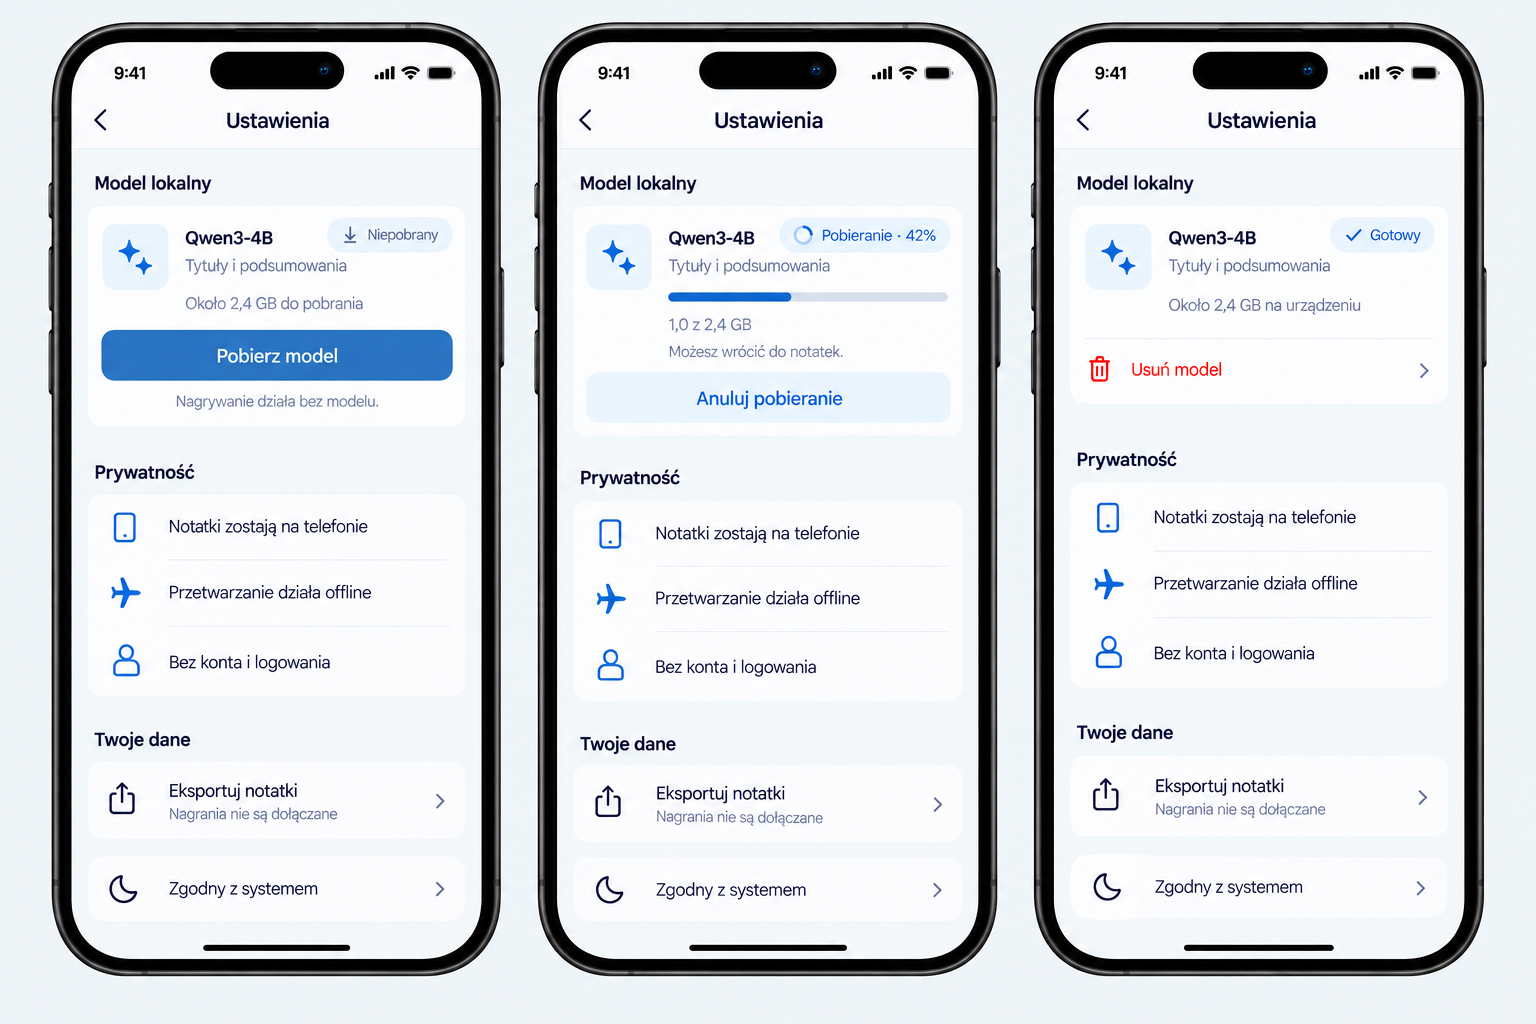 9:41
Ustawienia
Model lokalny
Qwen3-4B
Niepobrany
Tytuły i podsumowania
Około 2,4 GB do pobrania
Pobierz model
Nagrywanie działa bez modelu.
Prywatność
Notatki zostają na telefonie
Przetwarzanie działa offline
Bez konta i logowania
Twoje dane
Eksportuj notatki
Nagrania nie są dołączane
Zgodny z systemem
9:41
Ustawienia
Model lokalny
Qwen3-4B
Pobieranie · 42%
Tytuły i podsumowania
1,0 z 2,4 GB
Możesz wrócić do notatek.
Anuluj pobieranie
Prywatność
Notatki zostają na telefonie
Przetwarzanie działa offline
Bez konta i logowania
Twoje dane
Eksportuj notatki
Nagrania nie są dołączane
Zgodny z systemem
9:41
Ustawienia
Model lokalny
Qwen3-4B
Gotowy
Tytuły i podsumowania
Około 2,4 GB na urządzeniu
Usuń model
Prywatność
Notatki zostają na telefonie
Przetwarzanie działa offline
Bez konta i logowania
Twoje dane
Eksportuj notatki
Nagrania nie są dołączane
Zgodny z systemem